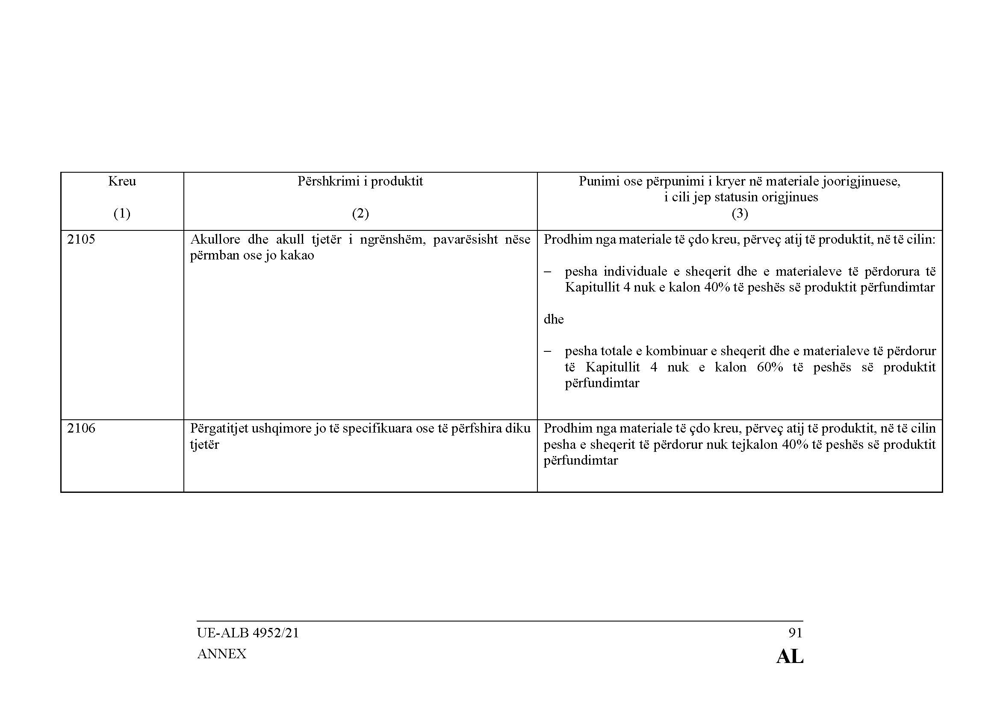 Kreu
(1)
Përshkrimi i produktit
(2)
Punimi ose përpunimi i kryer në materiale joorigjinuese,
i cili jep statusin origjinues
(3)
2105
Akullore dhe akull tjetër i ngrënshëm, pavarësisht nëse
përmban ose jo kakao
Prodhim nga materiale të çdo kreu, përveç atij të produktit, në të cilin:
– pesha individuale e sheqerit dhe e materialeve të përdorura të
Kapitullit 4 nuk e kalon 40% të peshës së produktit përfundimtar
dhe
– pesha totale e kombinuar e sheqerit dhe e materialeve të përdorur
të Kapitullit 4 nuk e kalon 60% të peshës së produktit
përfundimtar
2106
Përgatitjet ushqimore jo të specifikuara ose të përfshira diku
tjetër
Prodhim nga materiale të çdo kreu, përveç atij të produktit, në të cilin
pesha e sheqerit të përdorur nuk tejkalon 40% të peshës së produktit
përfundimtar
UE-ALB 4952/21
91
ANNEX
AL